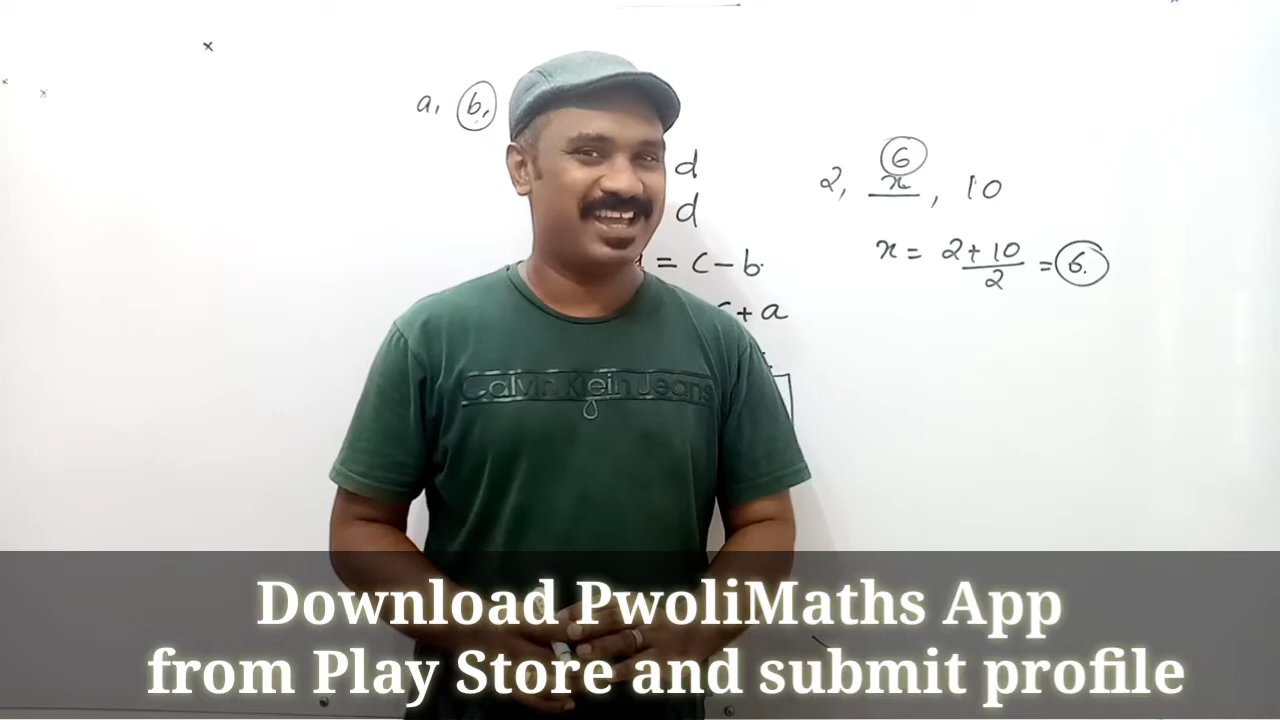 a, b,
d
d
= c - b
+ a
6
2, x, 10
x = 2 + 10 / 2 = 6.
Calvin Klein Jeans
Download PwoliMaths App
from Play Store and submit profile